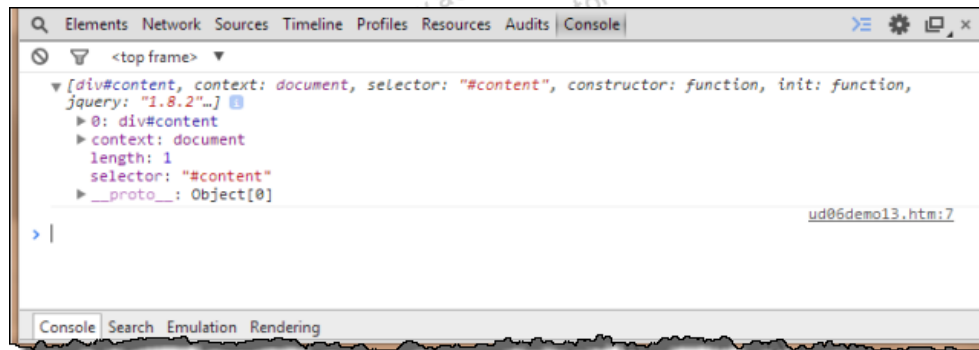 Elements Network Sources Timeline Profiles Resources Audits Console
<top frame> ▼
▼ [div#content, context: document, selector: "#content", constructor: function, init: function,
jquery: "1.8.2"…]
▶ 0: div#content
▶ context: document
length: 1
selector: "#content"
▶ __proto__: Object[0]
ud06demo13.htm:7
>
Console Search Emulation Rendering